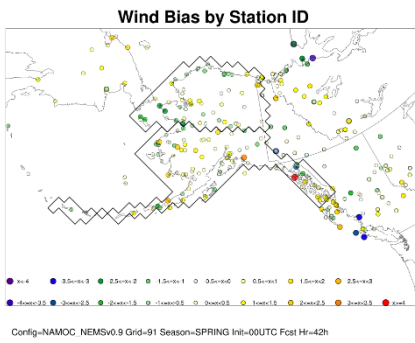 Wind Bias by Station ID
x<-4 -3.5<=x<-3 -2.5<=x<-2 -1.5<=x<-1 -0.5<=x<0 0.5<=x<1 1.5<=x<2 2.5<=x<3
-4<=x<-3.5 -3<=x<-2.5 -2<=x<-1.5 -1<=x<-0.5 0<=x<0.5 1<=x<1.5 2<=x<2.5 3<=x<3.5 x>=4
Config=NAMOC_NEMSv0.9 Grid=91 Season=SPRING Init=00UTC Fcst Hr=42h